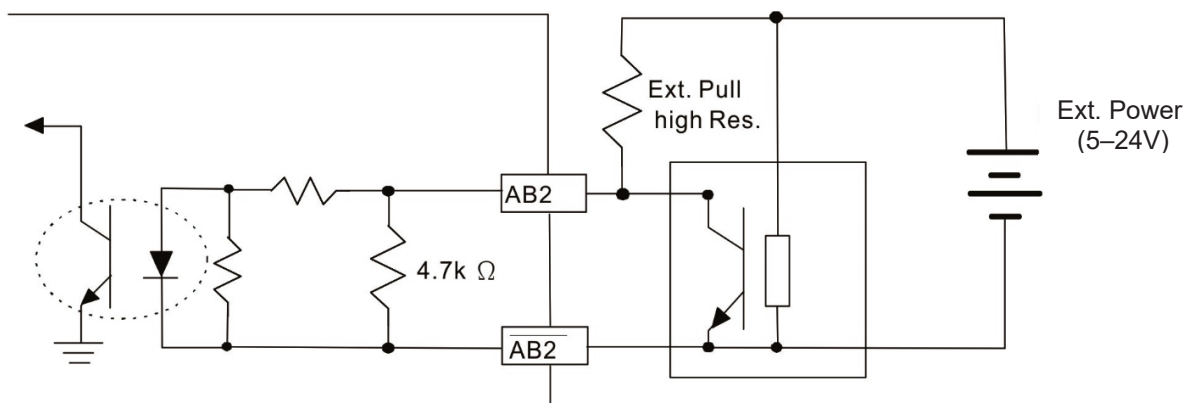 Ext. Pull
high Res.
Ext. Power
(5–24V)
AB2
4.7k Ω
AB2